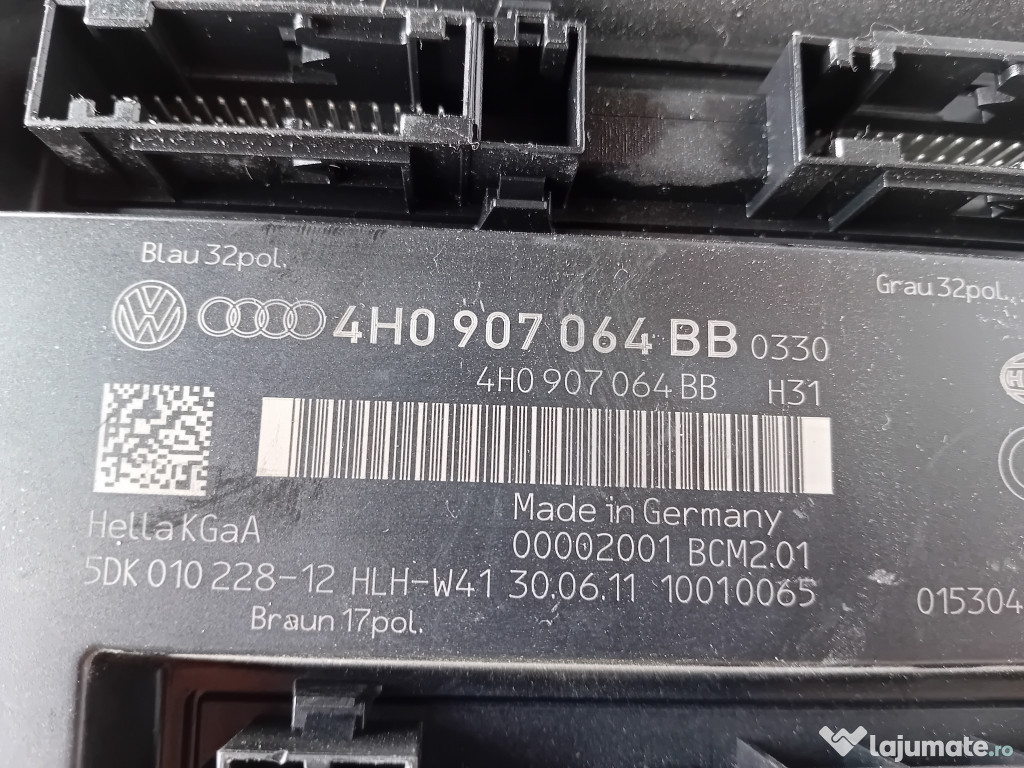 Blau 32pol.
Grau 32pol.
4H0 907 064 BB 0330
4H0 907 064 BB H31
Made in Germany
Hella KGaA
00002001 BCM2.01
5DK 010 228-12 HLH-W41 30.06.11 10010065
015304
Braun 17pol.
lajumate.ro